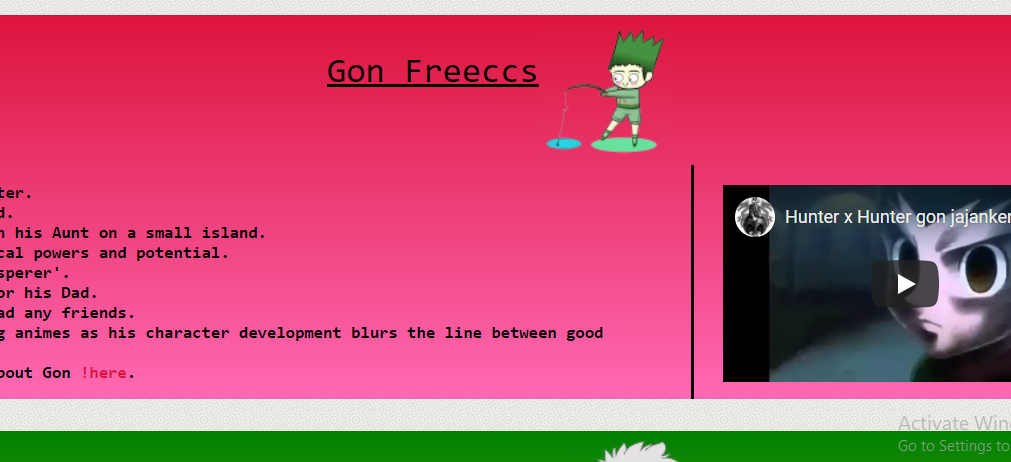 Gon Freeccs
ter.
d.
n his Aunt on a small island.
cal powers and potential.
sperer'.
or his Dad.
ad any friends.
g animes as his character development blurs the line between good
bout Gon !here.
Hunter x Hunter gon jajanker
Activate Win
Go to Settings to